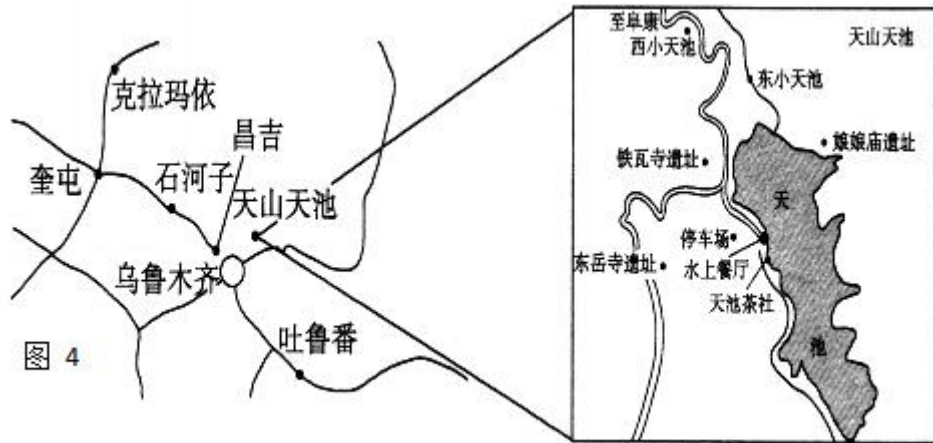 克拉玛依
昌吉
奎屯
石河子
天山天池
乌鲁木齐
吐鲁番
图 4
至阜康
西小天池
天山天池
东小天池
娘娘庙遗址
铁瓦寺遗址
天
停车场
水上餐厅
东岳寺遗址
天池茶社
池